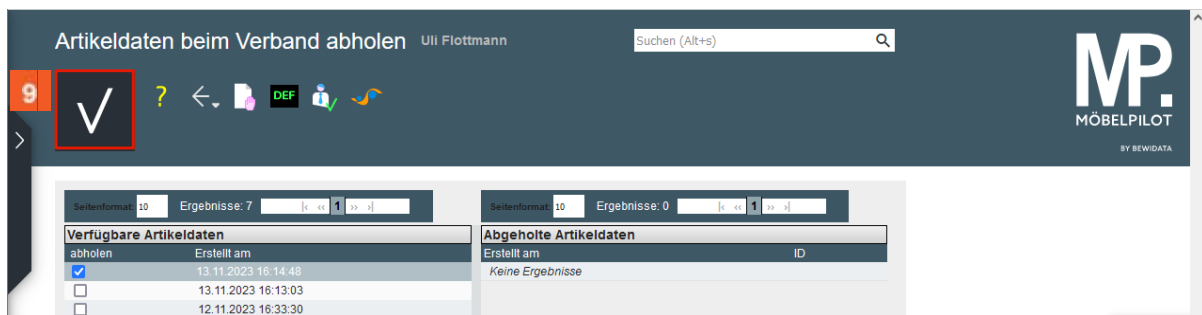 Artikeldaten beim Verband abholen Uli Flottmann
Suchen (Alt+s)
MP.
MÖBELPILOT
BY BEWIDATA
9
?
DEF
Seitenformat: 10 Ergebnisse: 7 |< << 1 >> >|
Verfügbare Artikeldaten
abholen Erstellt am
13.11.2023 16:14:48
13.11.2023 16:13:03
12.11.2023 16:33:30
Seitenformat: 10 Ergebnisse: 0 |< << 1 >> >|
Abgeholte Artikeldaten
Erstellt am ID
Keine Ergebnisse